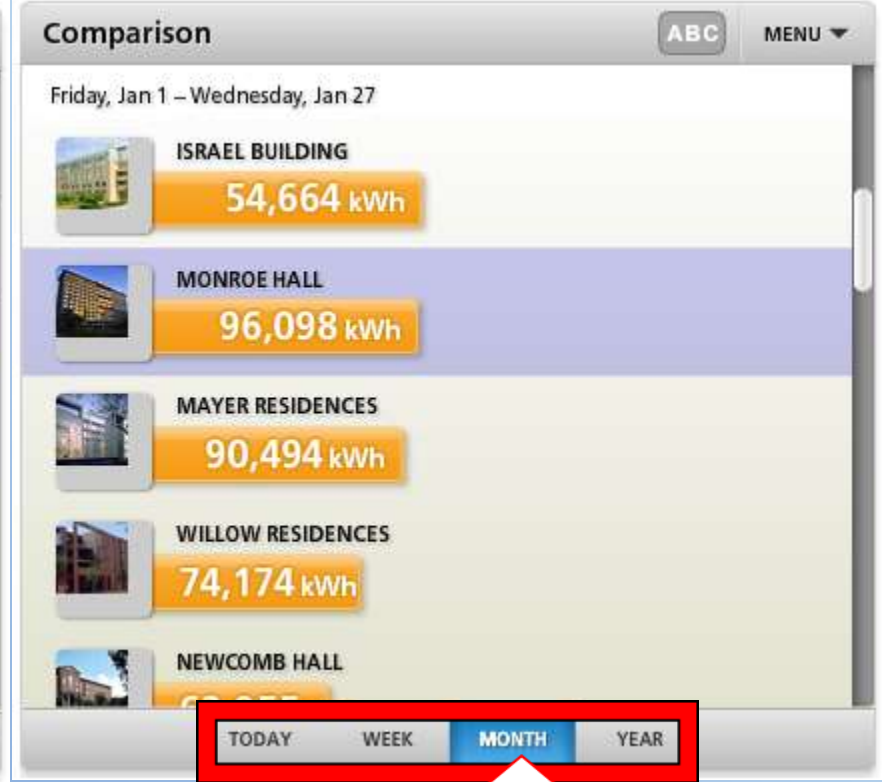 Comparison
ABC
MENU
Friday, Jan 1 – Wednesday, Jan 27
ISRAEL BUILDING
54,664 kWh
MONROE HALL
96,098 kWh
MAYER RESIDENCES
90,494 kWh
WILLOW RESIDENCES
74,174 kWh
NEWCOMB HALL
TODAY WEEK MONTH YEAR